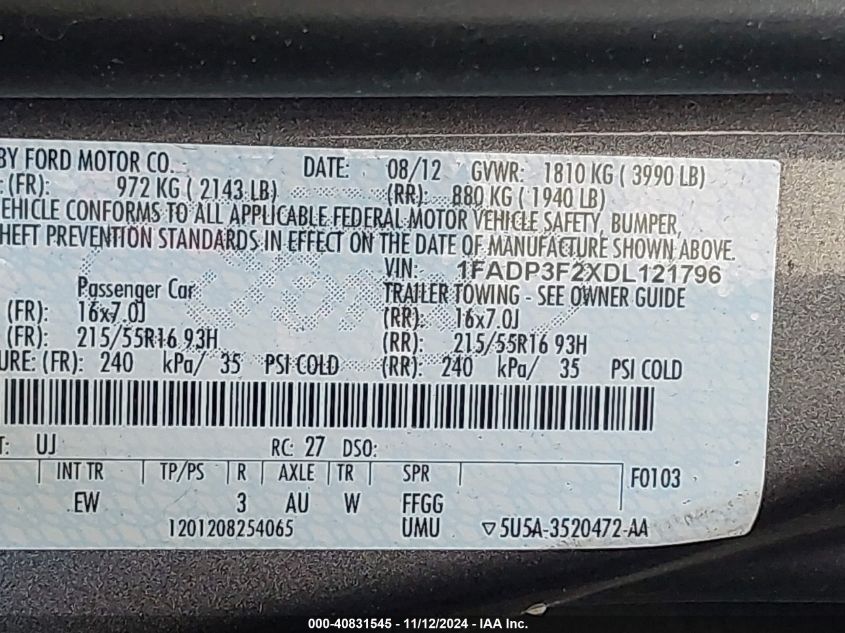 BY FORD MOTOR CO. DATE: 08/12 GVWR: 1810 KG ( 3990 LB)
: (FR): 972 KG ( 2143 LB) (RR): 880 KG ( 1940 LB)
VEHICLE CONFORMS TO ALL APPLICABLE FEDERAL MOTOR VEHICLE SAFETY, BUMPER,
THEFT PREVENTION STANDARDS IN EFFECT ON THE DATE OF MANUFACTURE SHOWN ABOVE.
VIN: 1FADP3F2XDL121796
Passenger Car TRAILER TOWING - SEE OWNER GUIDE
(FR): 16x7.0J (RR): 16x7.0J
(FR): 215/55R16 93H (RR): 215/55R16 93H
URE: (FR): 240 kPa/ 35 PSI COLD (RR): 240 kPa/ 35 PSI COLD
T: UJ RC: 27 DSO:
INT TR TP/PS R AXLE TR SPR F0103
EW 3 AU W FFGG
1201208254065 UMU ▽5U5A-3520472-AA
000-40831545 - 11/12/2024 - IAA Inc.